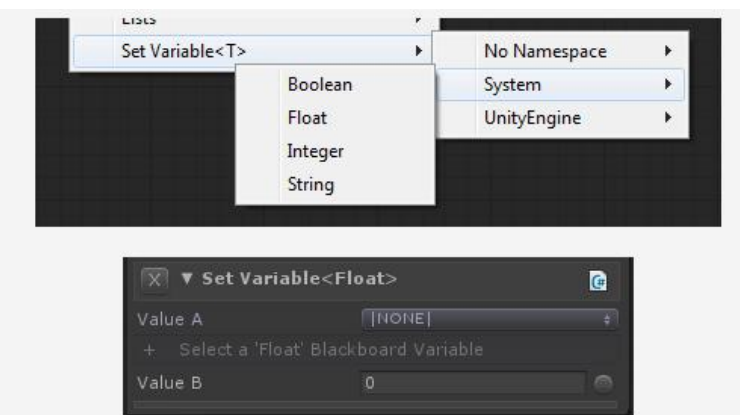 Lists
Set Variable<T>
No Namespace
System
UnityEngine
Boolean
Float
Integer
String
X ▼ Set Variable<Float>
C#
Value A |NONE|
+ Select a 'Float' Blackboard Variable
Value B 0